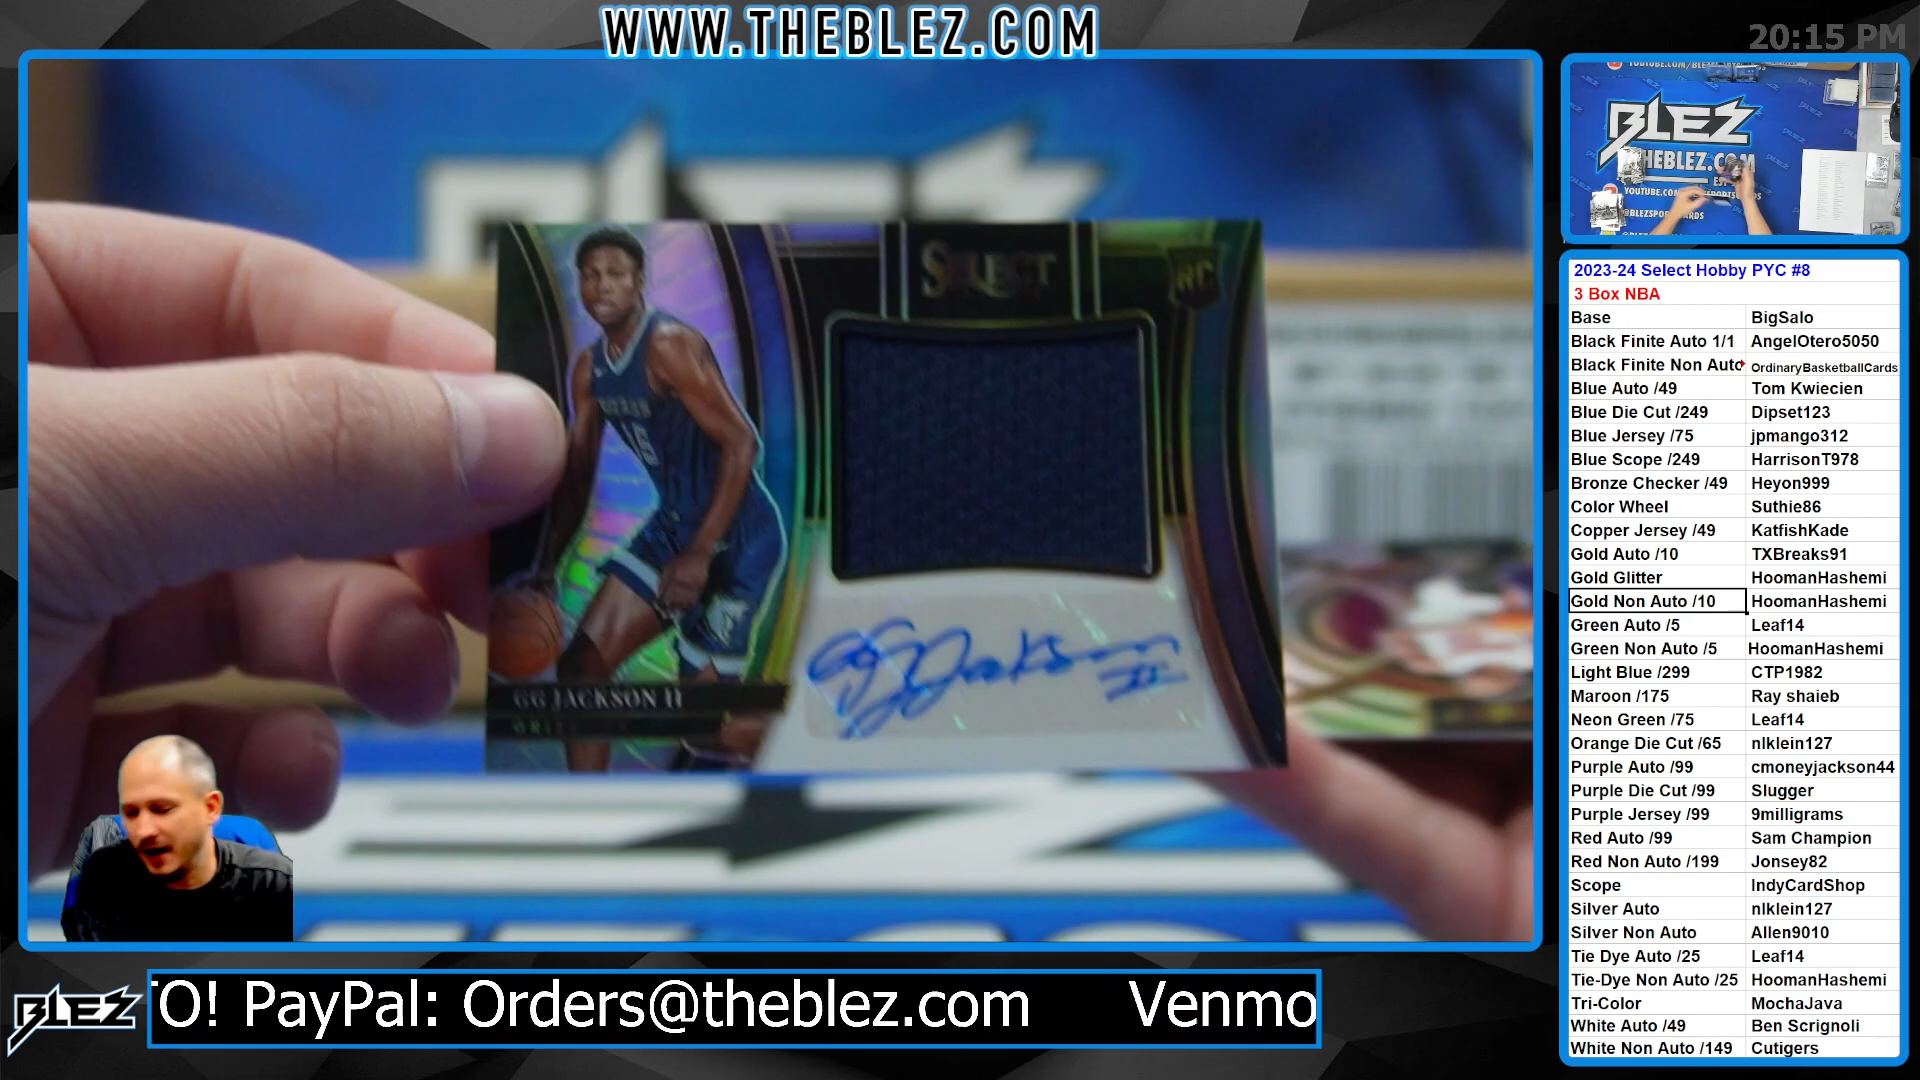 WWW.THEBLEZ.COM
20:15 PM
BLEZ
THEBLEZ.COM
@BLEZSPORTSCARDS
SELECT
RC
15
GG JACKSON II
GG Jackson II
2023-24 Select Hobby PYC #8
3 Box NBA
Base BigSalo
Black Finite Auto 1/1 AngelOtero5050
Black Finite Non Auto OrdinaryBasketballCards
Blue Auto /49 Tom Kwiecien
Blue Die Cut /249 Dipset123
Blue Jersey /75 jpmango312
Blue Scope /249 HarrisonT978
Bronze Checker /49 Heyon999
Color Wheel Suthie86
Copper Jersey /49 KatfishKade
Gold Auto /10 TXBreaks91
Gold Glitter HoomanHashemi
Gold Non Auto /10 HoomanHashemi
Green Auto /5 Leaf14
Green Non Auto /5 HoomanHashemi
Light Blue /299 CTP1982
Maroon /175 Ray shaieb
Neon Green /75 Leaf14
Orange Die Cut /65 nlklein127
Purple Auto /99 cmoneyjackson44
Purple Die Cut /99 Slugger
Purple Jersey /99 9milligrams
Red Auto /99 Sam Champion
Red Non Auto /199 Jonsey82
Scope IndyCardShop
Silver Auto nlklein127
Silver Non Auto Allen9010
Tie Dye Auto /25 Leaf14
Tie-Dye Non Auto /25 HoomanHashemi
Tri-Color MochaJava
White Auto /49 Ben Scrignoli
White Non Auto /149 Cutigers
BLEZ
TO! PayPal: Orders@theblez.com Venmo